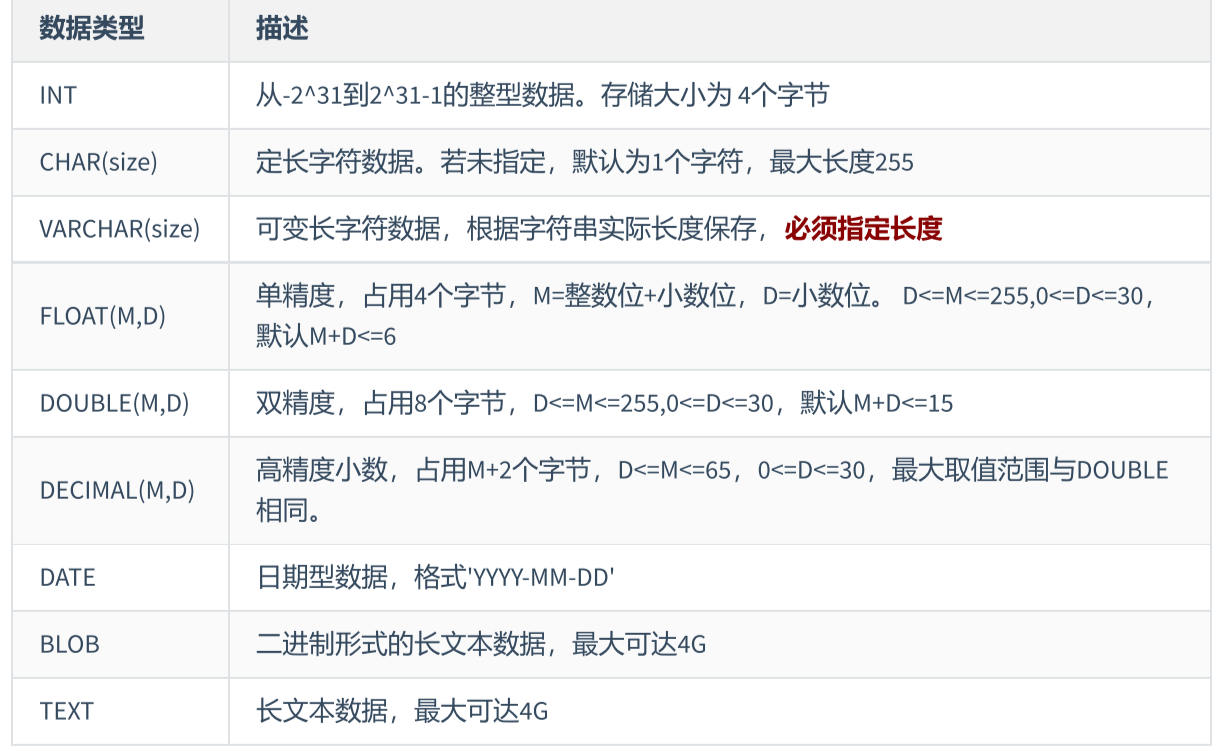 数据类型 描述
INT 从-2^31到2^31-1的整型数据。存储大小为 4个字节
CHAR(size) 定长字符数据。若未指定，默认为1个字符，最大长度255
VARCHAR(size) 可变长字符数据，根据字符串实际长度保存，必须指定长度
FLOAT(M,D) 单精度，占用4个字节，M=整数位+小数位，D=小数位。 D<=M<=255,0<=D<=30，
默认M+D<=6
DOUBLE(M,D) 双精度，占用8个字节，D<=M<=255,0<=D<=30，默认M+D<=15
DECIMAL(M,D) 高精度小数，占用M+2个字节，D<=M<=65，0<=D<=30，最大取值范围与DOUBLE
相同。
DATE 日期型数据，格式'YYYY-MM-DD'
BLOB 二进制形式的长文本数据，最大可达4G
TEXT 长文本数据，最大可达4G